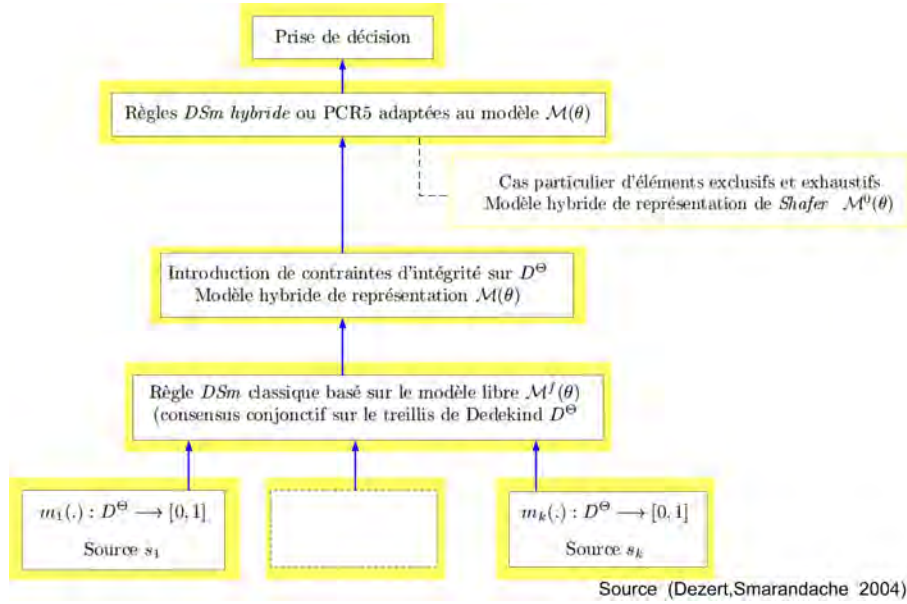 Prise de décision
Règles DSm hybride ou PCR5 adaptées au modèle ℳ(θ)
Cas particulier d'éléments exclusifs et exhaustifs
Modèle hybride de représentation de Shafer ℳ⁰(θ)
Introduction de contraintes d'intégrité sur D^Θ
Modèle hybride de représentation ℳ(θ)
Règle DSm classique basé sur le modèle libre ℳ^f(θ)
(consensus conjonctif sur le treillis de Dedekind D^Θ
m₁(.) : D^Θ ⟶ [0, 1]
Source s₁
m_k(.) : D^Θ ⟶ [0, 1]
Source s_k
Source (Dezert,Smarandache 2004)